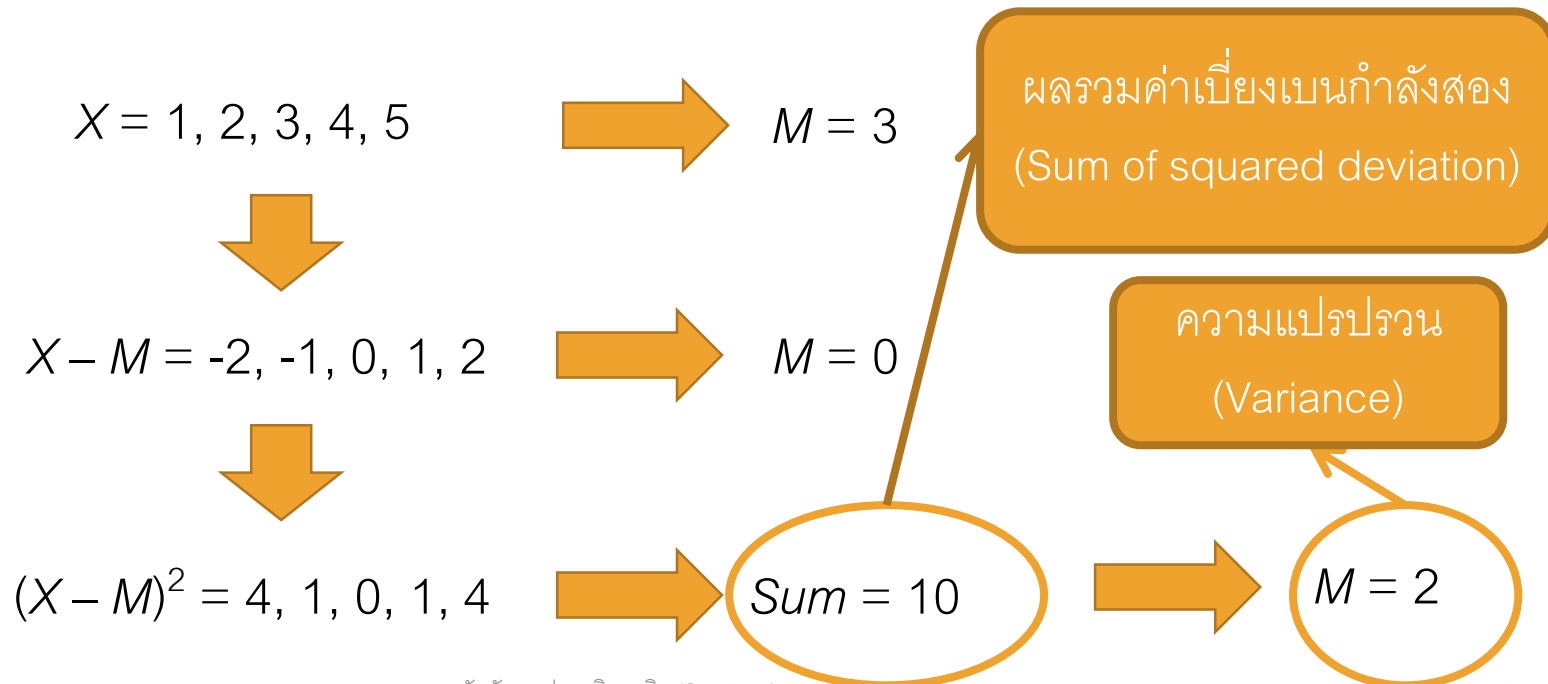 X = 1, 2, 3, 4, 5
M = 3
ผลรวมค่าเบี่ยงเบนกำลังสอง
(Sum of squared deviation)
X – M = -2, -1, 0, 1, 2
M = 0
ความแปรปรวน
(Variance)
(X – M)² = 4, 1, 0, 1, 4
Sum = 10
M = 2